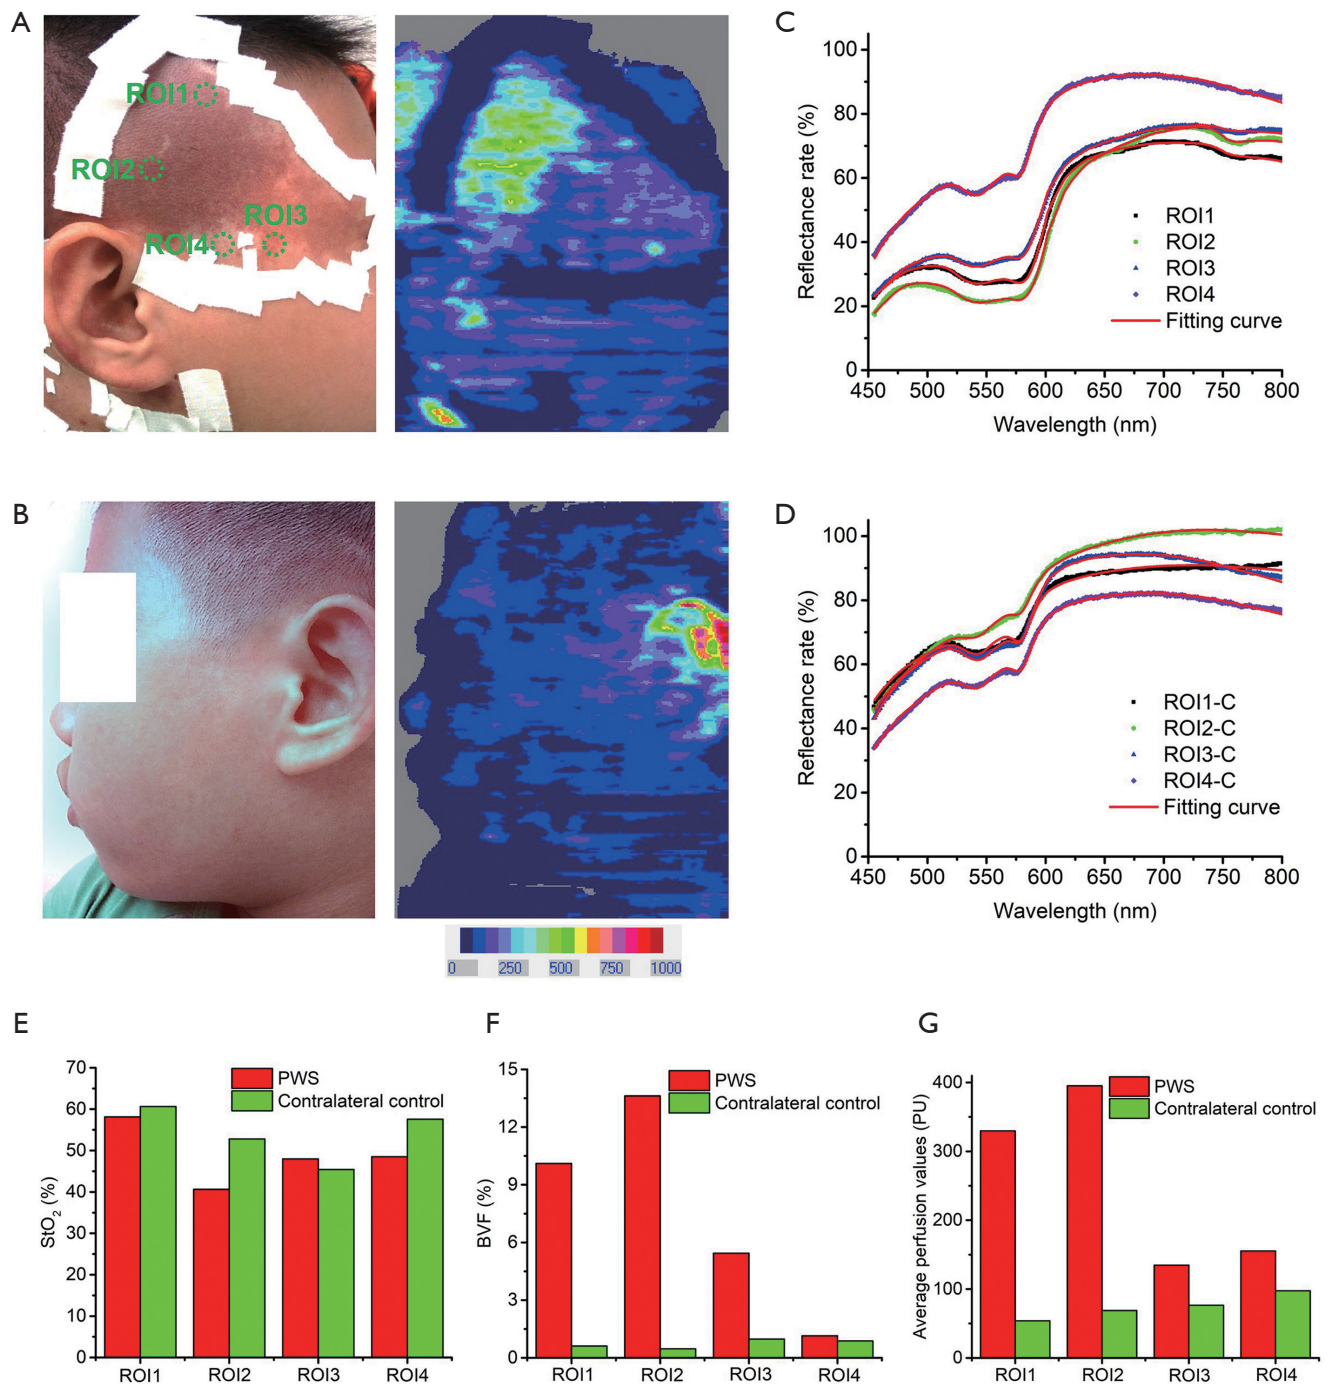 A
ROI1
ROI2
ROI3
ROI4
C
Reflectance rate (%)
100
80
60
40
20
0
450 500 550 600 650 700 750 800
Wavelength (nm)
ROI1
ROI2
ROI3
ROI4
Fitting curve
B
0 250 500 750 1000
D
Reflectance rate (%)
100
80
60
40
20
0
450 500 550 600 650 700 750 800
Wavelength (nm)
ROI1-C
ROI2-C
ROI3-C
ROI4-C
Fitting curve
E
StO2 (%)
70
60
50
40
30
20
10
0
PWS
Contralateral control
ROI1 ROI2 ROI3 ROI4
F
BVF (%)
15
12
9
6
3
0
PWS
Contralateral control
ROI1 ROI2 ROI3 ROI4
G
Average perfusion values (PU)
400
300
200
100
0
PWS
Contralateral control
ROI1 ROI2 ROI3 ROI4